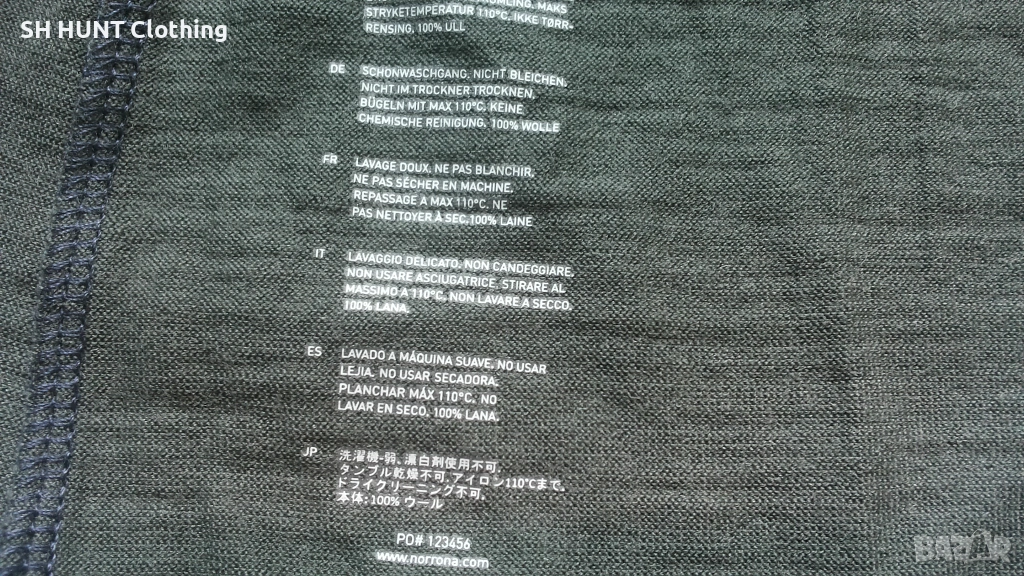 SH HUNT Clothing
MAKS
STRYKETEMPERATUR 110°C. IKKE TØRR-
RENSING, 100% ULL
DE SCHONWASCHGANG. NICHT BLEICHEN.
NICHT IM TROCKNER TROCKNEN.
BÜGELN MIT MAX 110°C. KEINE
CHEMISCHE REINIGUNG. 100% WOLLE
FR LAVAGE DOUX. NE PAS BLANCHIR.
NE PAS SÉCHER EN MACHINE.
REPASSAGE A MAX 110°C. NE
PAS NETTOYER À SEC.100% LAINE
IT LAVAGGIO DELICATO. NON CANDEGGIARE.
NON USARE ASCIUGATRICE. STIRARE AL
MASSIMO A 110°C. NON LAVARE A SECCO.
100% LANA.
ES LAVADO A MÁQUINA SUAVE. NO USAR
LEJIA. NO USAR SECADORA.
PLANCHAR MÁX 110°C. NO
LAVAR EN SECO. 100% LANA.
JP 洗濯機-弱、漂白剤使用不可.
タンブル乾燥不可.アイロン110°Cまで.
ドライクリーニング不可.
本体: 100% ウール
PO# 123456
www.norrona.com
BAZAR